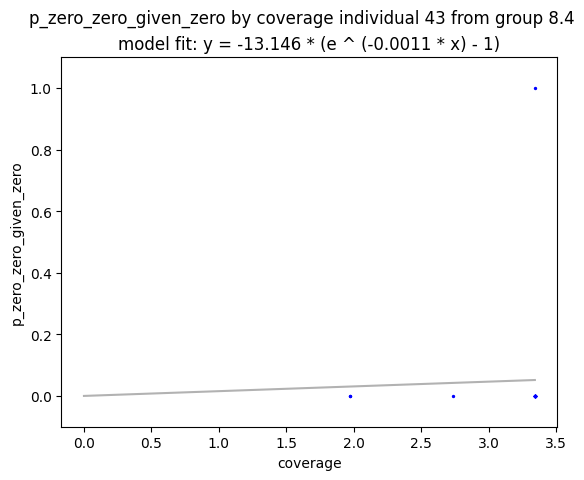 p_zero_zero_given_zero by coverage individual 43 from group 8.4
model fit: y = -13.146 * (e ^ (-0.0011 * x) - 1)
1.0
0.8
0.6
0.4
0.2
0.0
p_zero_zero_given_zero
0.0 0.5 1.0 1.5 2.0 2.5 3.0 3.5
coverage